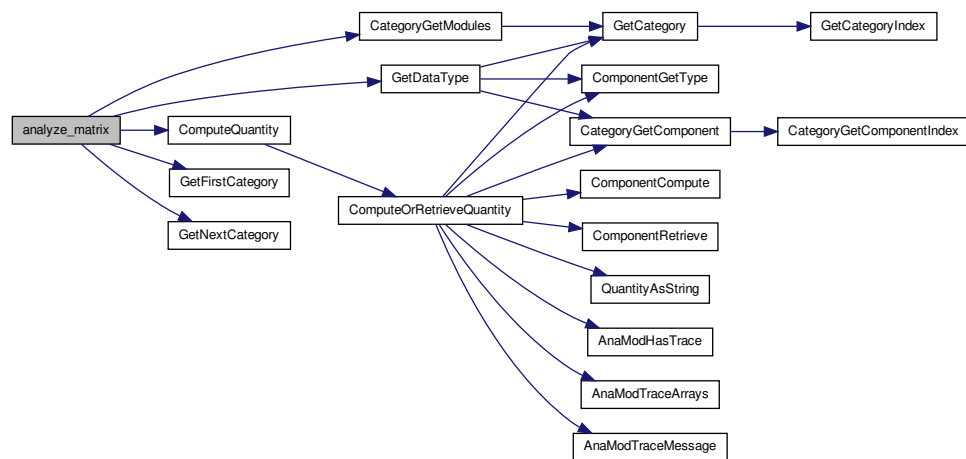 analyze_matrix
CategoryGetModules
GetDataType
ComputeQuantity
GetFirstCategory
GetNextCategory
ComputeOrRetrieveQuantity
GetCategory
ComponentGetType
CategoryGetComponent
ComponentCompute
ComponentRetrieve
QuantityAsString
AnaModHasTrace
AnaModTraceArrays
AnaModTraceMessage
GetCategoryIndex
CategoryGetComponentIndex